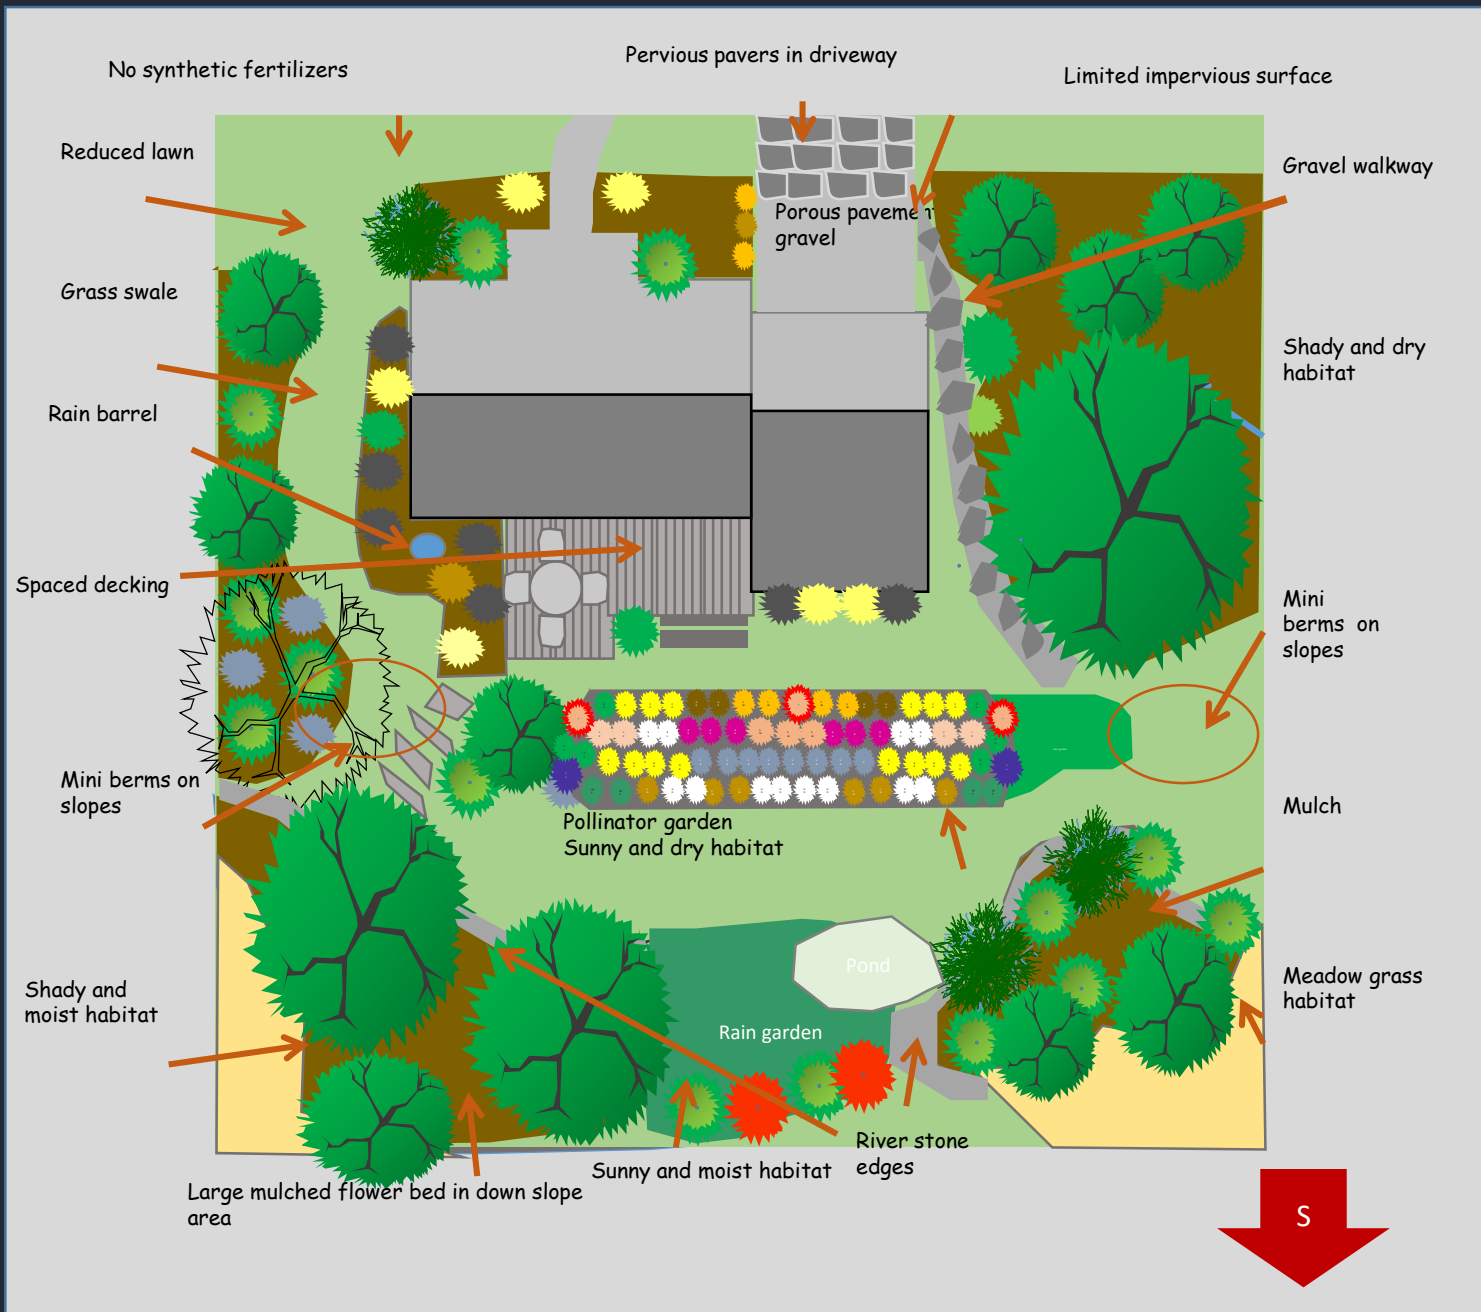 No synthetic fertilizers
Pervious pavers in driveway
Limited impervious surface
Reduced lawn
Gravel walkway
Porous pavement
gravel
Grass swale
Shady and dry
habitat
Rain barrel
Spaced decking
Mini
berms on
slopes
Mini berms on
slopes
Pollinator garden
Sunny and dry habitat
Mulch
Pond
Rain garden
Shady and
moist habitat
Meadow grass
habitat
River stone
edges
Sunny and moist habitat
Large mulched flower bed in down slope
area
S